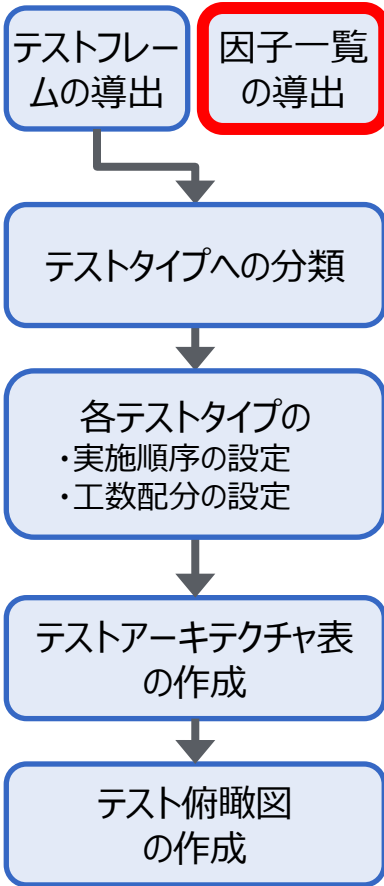 テストフレー
ムの導出
因子一覧
の導出
テストタイプへの分類
各テストタイプの
・実施順序の設定
・工数配分の設定
テストアーキテクチャ表
の作成
テスト俯瞰図
の作成